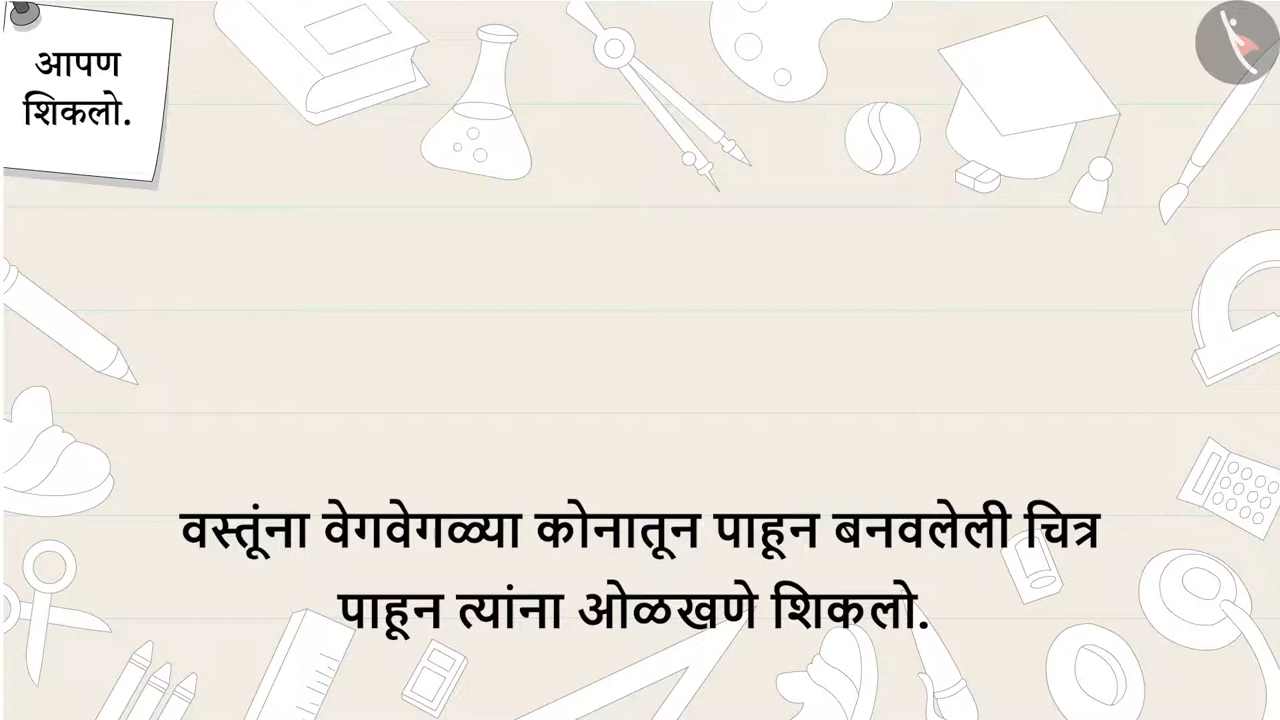 आपण
शिकलो.
वस्तूंना वेगवेगळ्या कोनातून पाहून बनवलेली चित्र
पाहून त्यांना ओळखणे शिकलो.